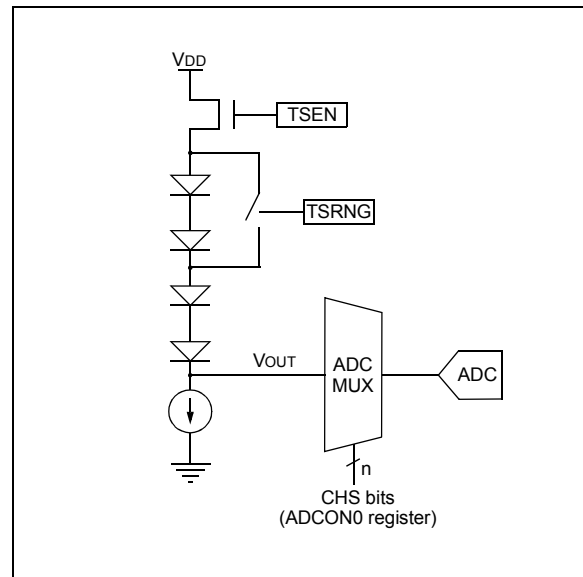 VDD
TSEN
TSRNG
VOUT
ADC
MUX
ADC
n
CHS bits
(ADCON0 register)